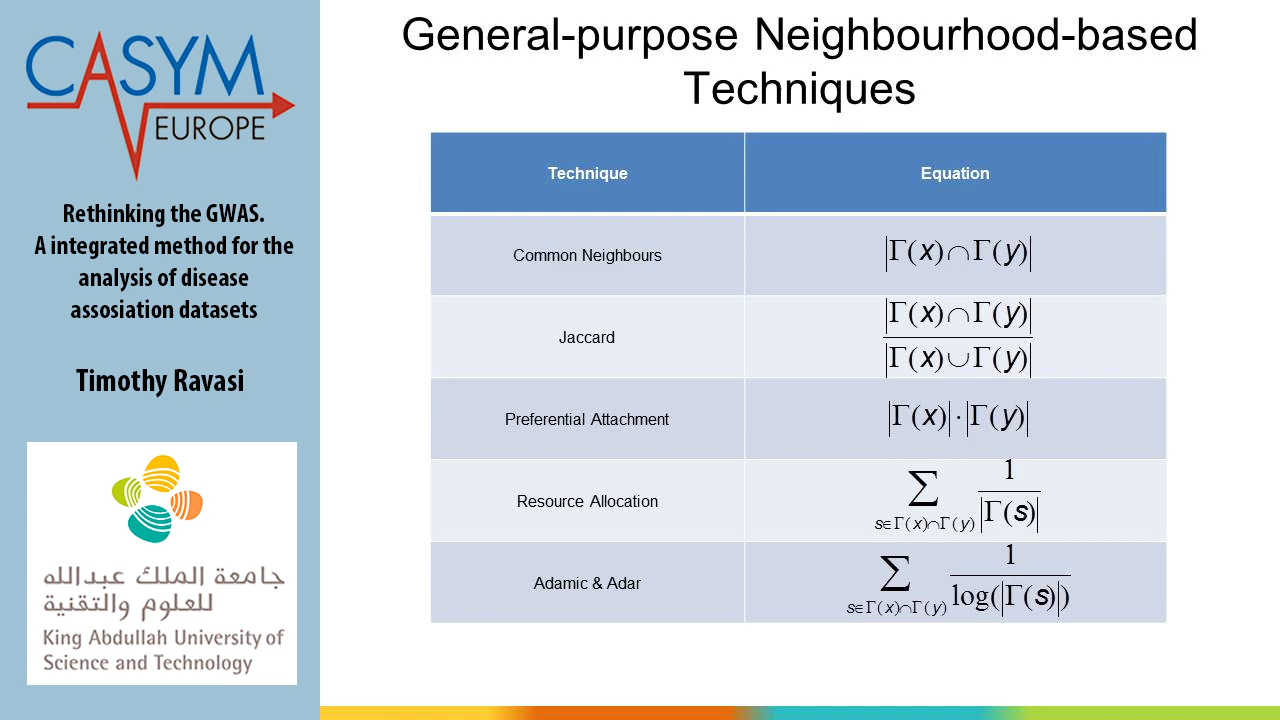 CASYM
EUROPE
Rethinking the GWAS.
A integrated method for the
analysis of disease
assosiation datasets
Timothy Ravasi
جامعة الملك عبدالله
للعلوم والتقنية
King Abdullah University of
Science and Technology
General-purpose Neighbourhood-based
Techniques
Technique Equation
Common Neighbours |Γ(x)∩Γ(y)|
Jaccard |Γ(x)∩Γ(y)| / |Γ(x)∪Γ(y)|
Preferential Attachment |Γ(x)|·|Γ(y)|
Resource Allocation ∑ s∈Γ(x)∩Γ(y) 1 / |Γ(s)|
Adamic & Adar ∑ s∈Γ(x)∩Γ(y) 1 / log(|Γ(s)|)